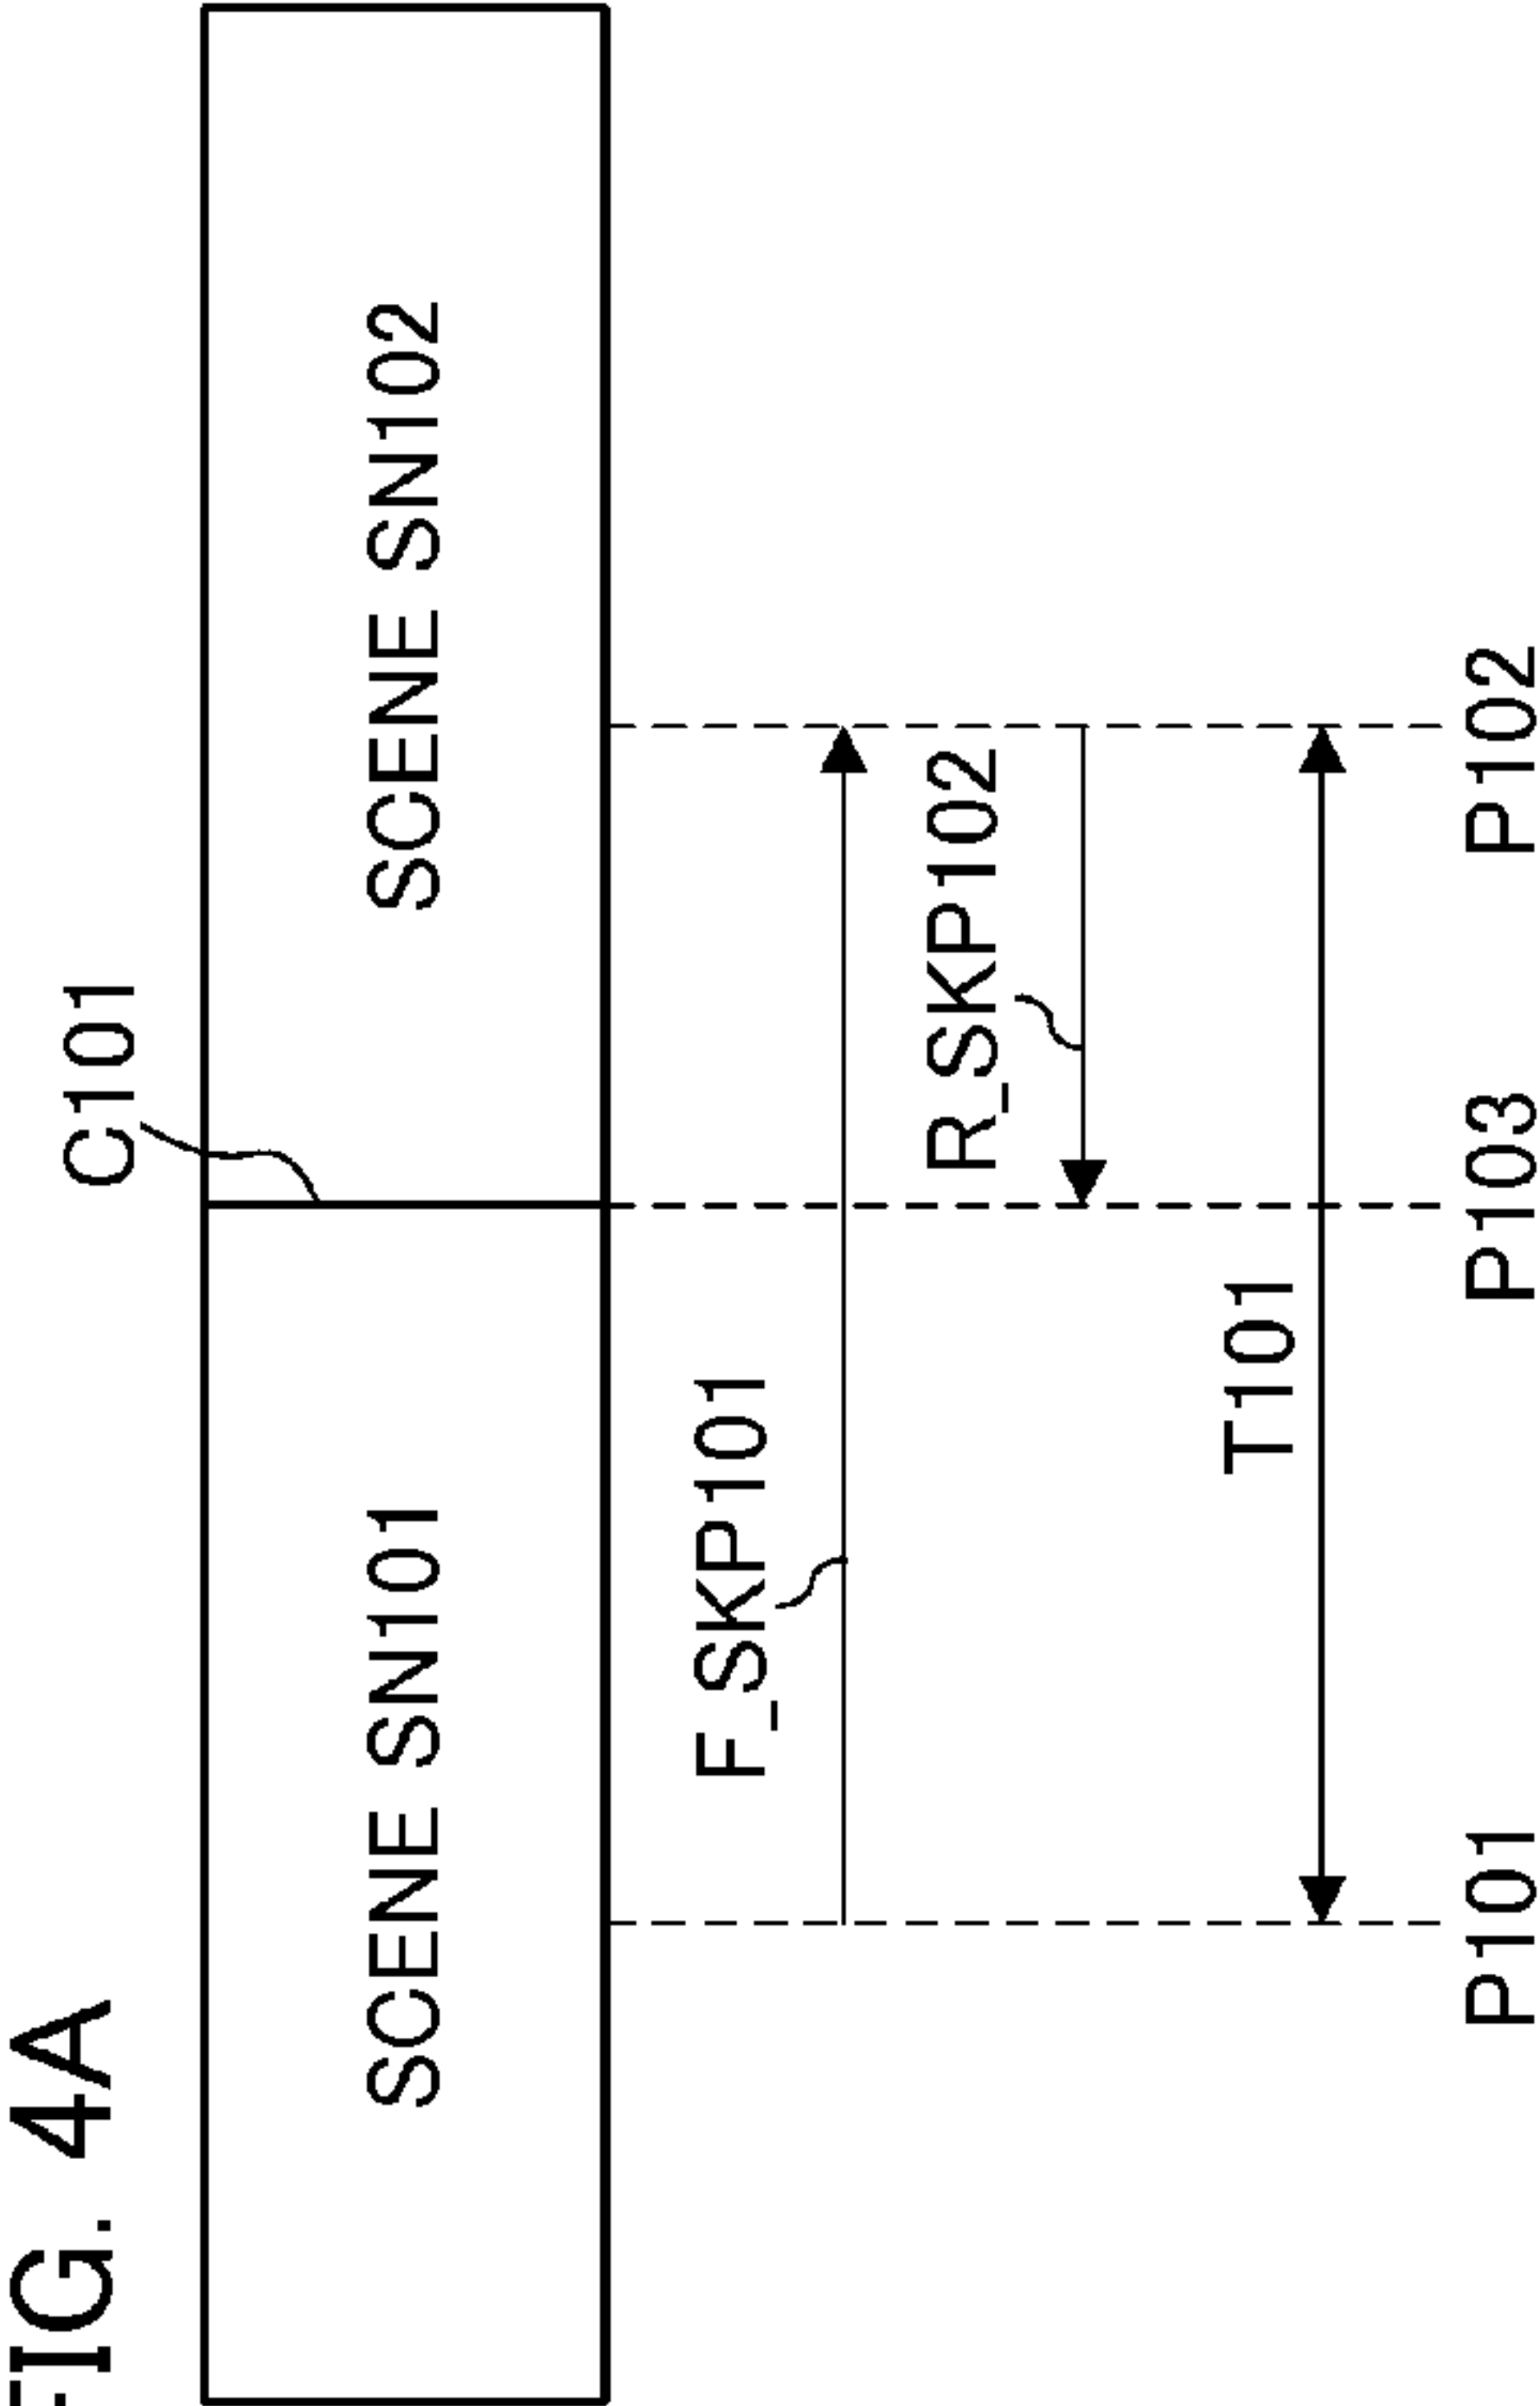 FIG. 4A
C101
SCENE SN101
SCENE SN102
F_SKP101
R_SKP102
T101
P101
P103
P102